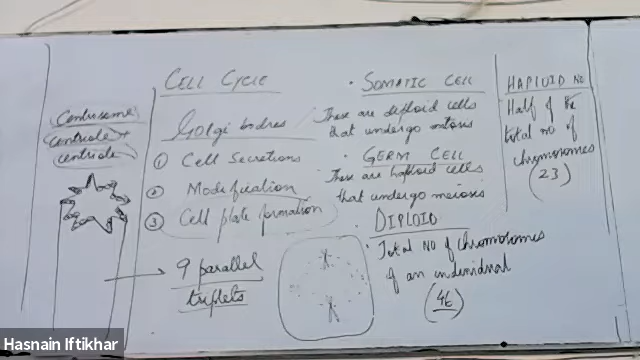 Centrosome
centriole +
centriole
CELL CYCLE
Golgi bodies
① Cell Secretions
② Modification
③ Cell plate formation
9 parallel
triplets
• SOMATIC CELL
These are diploid cells
that undergo mitosis
• GERM CELL
These are haploid cells
that undergo meiosis
• DIPLOID
Total NO of chromosomes
of an individual
HAPLOID NO
Half of the
total no of
chromosomes
(23)
Hasnain Iftikhar